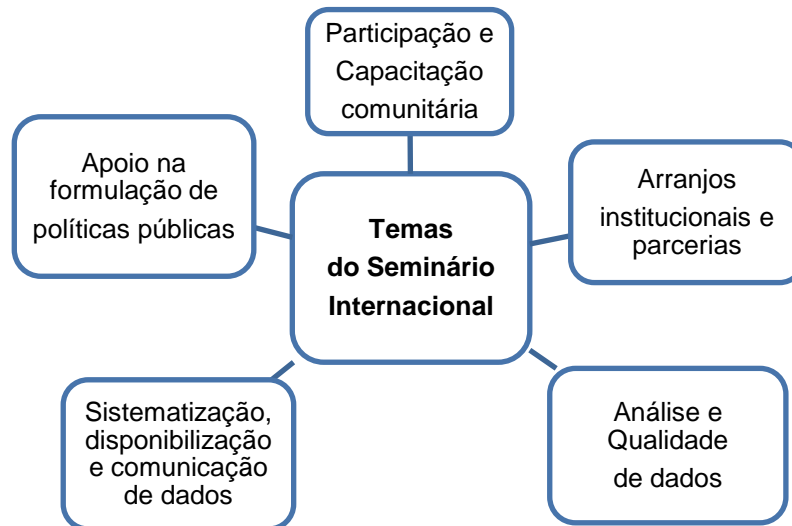 Participação e
Capacitação
comunitária
Apoio na
formulação de
políticas públicas
Arranjos
institucionais e
parcerias
Temas
do Seminário
Internacional
Sistematização,
disponibilização
e comunicação
de dados
Análise e
Qualidade
de dados